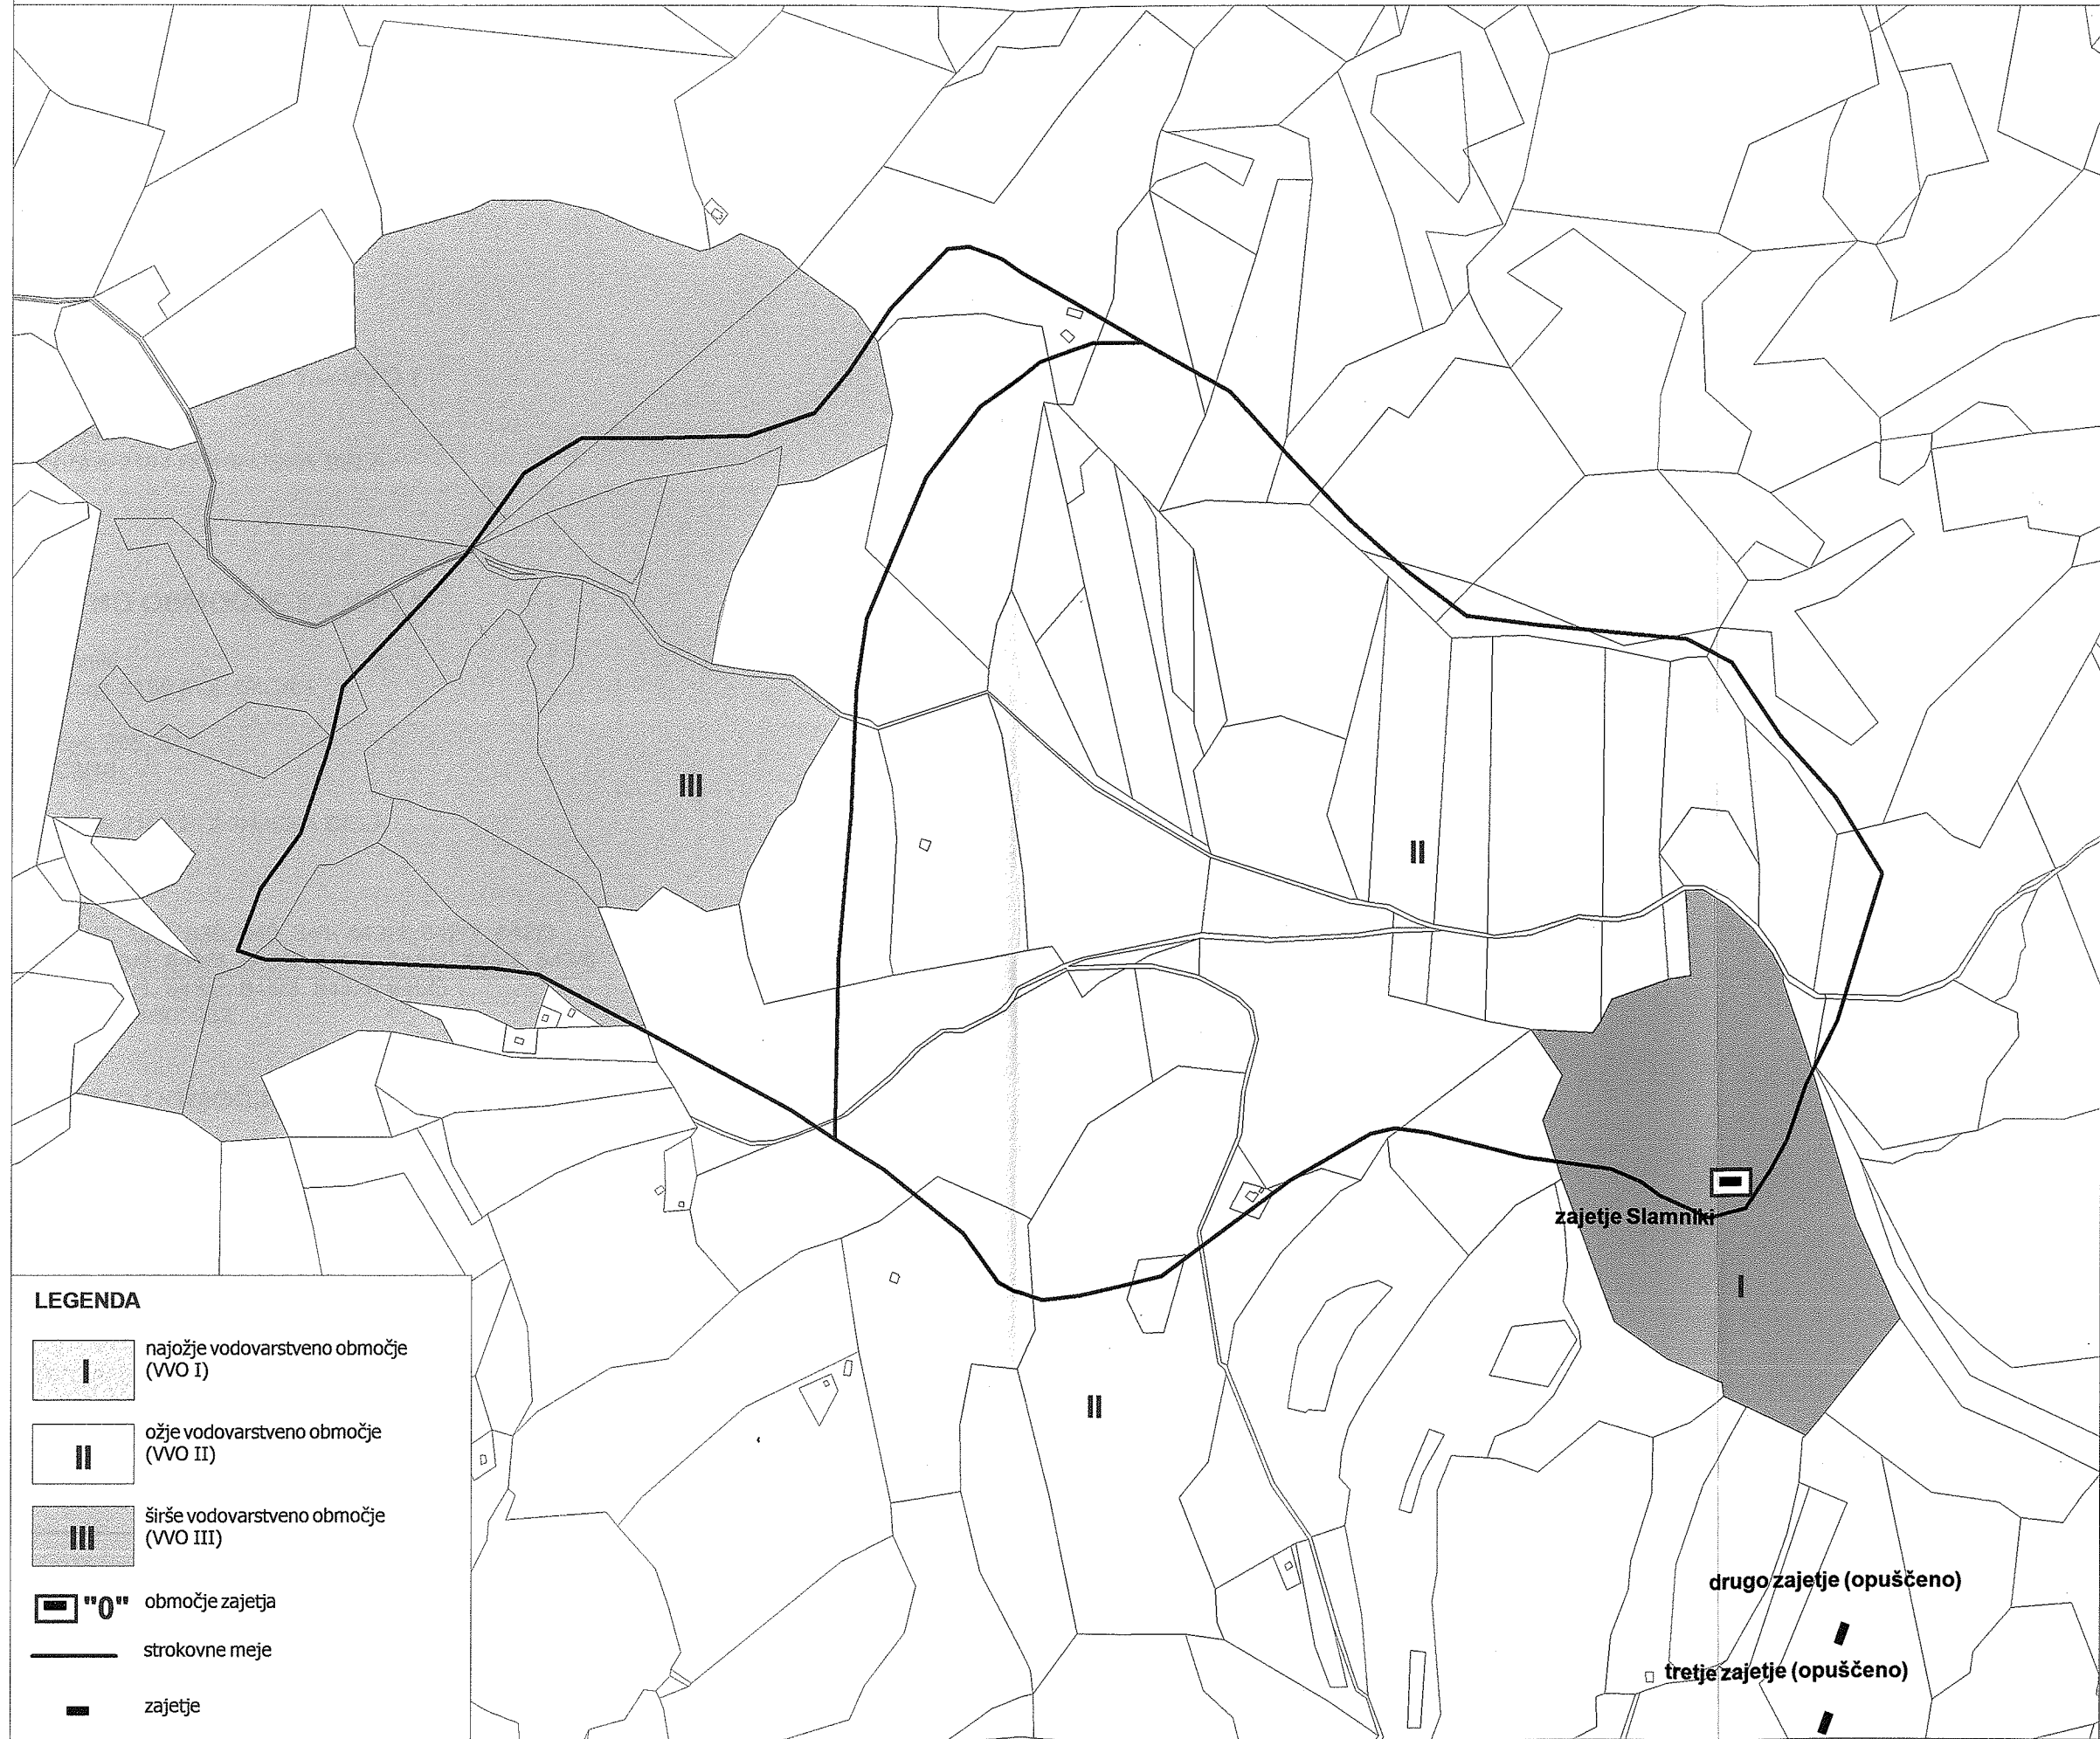 III
II
zajetje Slamniki
I
II
drugo zajetje (opuščeno)
tretje zajetje (opuščeno)
LEGENDA
I
najožje vodovarstveno območje
(VVO I)
II
ožje vodovarstveno območje
(VVO II)
III
širše vodovarstveno območje
(VVO III)
"0" območje zajetja
strokovne meje
zajetje